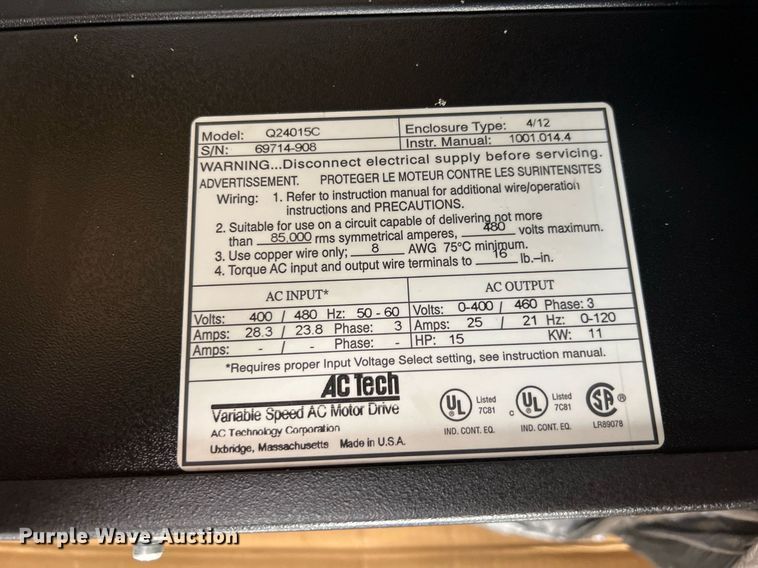 Model: Q24015C Enclosure Type: 4/12
S/N: 69714-908 Instr. Manual: 1001.014.4
WARNING...Disconnect electrical supply before servicing.
ADVERTISSEMENT. PROTEGER LE MOTEUR CONTRE LES SURINTENSITES
Wiring: 1. Refer to instruction manual for additional wire/operation
instructions and PRECAUTIONS.
2. Suitable for use on a circuit capable of delivering not more
than 85,000 rms symmetrical amperes, 480 volts maximum.
3. Use copper wire only; 8 AWG 75°C minimum.
4. Torque AC input and output wire terminals to 16 lb.-in.
AC INPUT* AC OUTPUT
Volts: 400 / 480 Hz: 50 - 60 Volts: 0-400 / 460 Phase: 3
Amps: 28.3 / 23.8 Phase: 3 Amps: 25 / 21 Hz: 0-120
Amps: - / - Phase: - HP: 15 KW: 11
*Requires proper Input Voltage Select setting, see instruction manual.
AC Tech
Variable Speed AC Motor Drive
AC Technology Corporation
Uxbridge, Massachusetts Made in U.S.A.
UL Listed 7C81 IND. CONT. EQ.
c UL Listed 7C81 IND. CONT. EQ.
SA ® LR89078
Purple Wave Auction